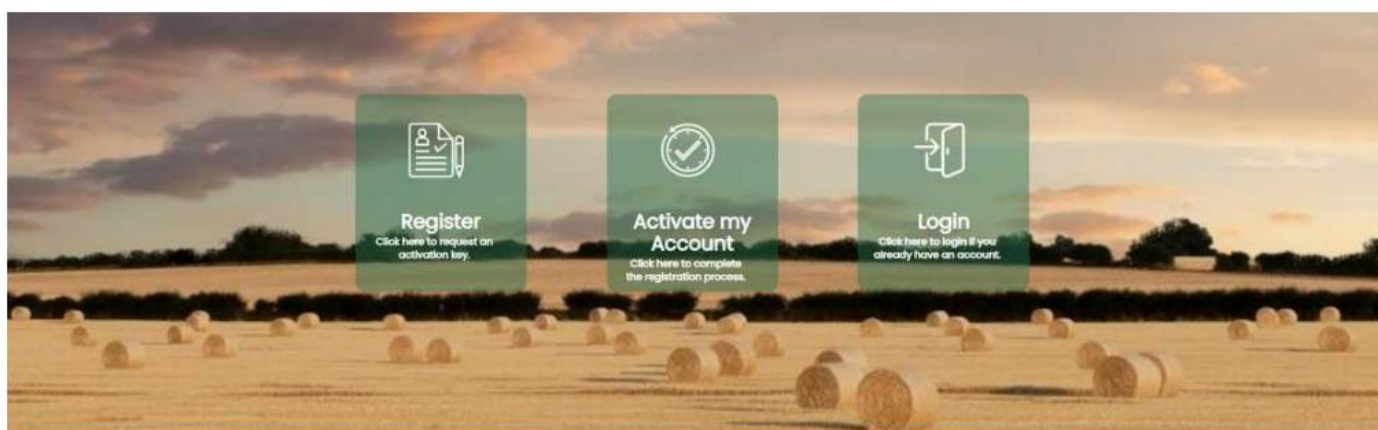 Register
Click here to request an
activation key.
Activate my
Account
Click here to complete
the registration process.
Login
Click here to login if you
already have an account.